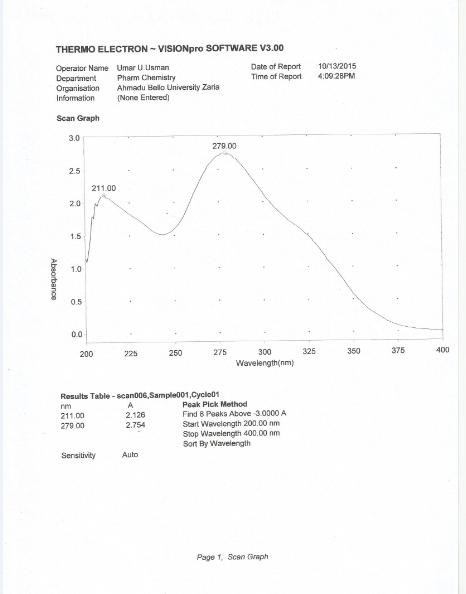 THERMO ELECTRON ~ VISIONpro SOFTWARE V3.00
Operator Name Umar U.Usman Date of Report 10/13/2015
Department Pharm Chemistry Time of Report 4:09:28PM
Organisation Ahmadu Bello University Zaria
Information (None Entered)
Scan Graph
3.0
279.00
2.5
211.00
2.0
1.5
1.0
0.5
0.0
Absorbance
200 225 250 275 300 325 350 375 400
Wavelength(nm)
Results Table - scan006,Sample001,Cycle01
nm A Peak Pick Method
211.00 2.126 Find 8 Peaks Above -3.0000 A
279.00 2.754 Start Wavelength 200.00 nm
Stop Wavelength 400.00 nm
Sort By Wavelength
Sensitivity Auto
Page 1, Scan Graph